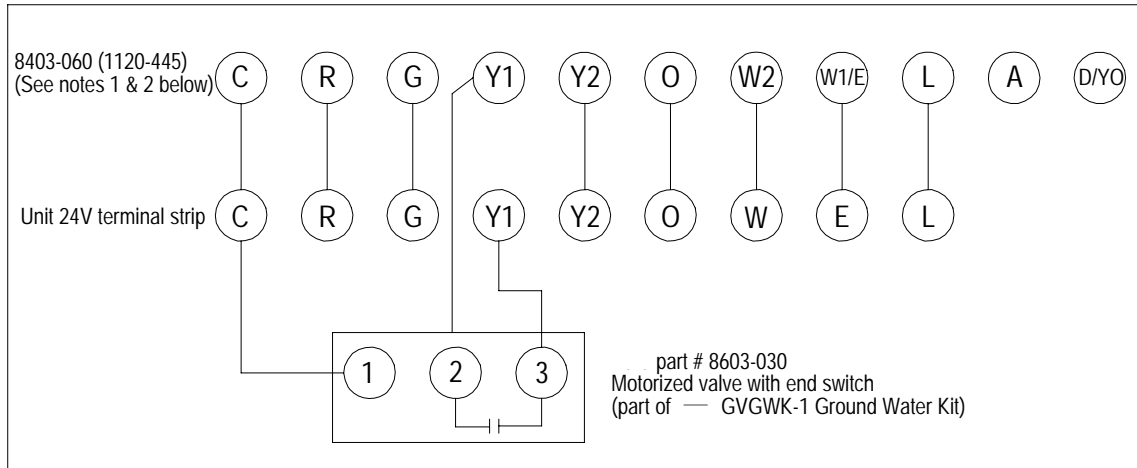 8403-060 (1120-445)
(See notes 1 & 2 below)
C R G Y1 Y2 O W2 W1/E L A D/YO
Unit 24V terminal strip
C R G Y1 Y2 O W E L
1 2 3
part # 8603-030
Motorized valve with end switch
(part of — GVGWK-1 Ground Water Kit)